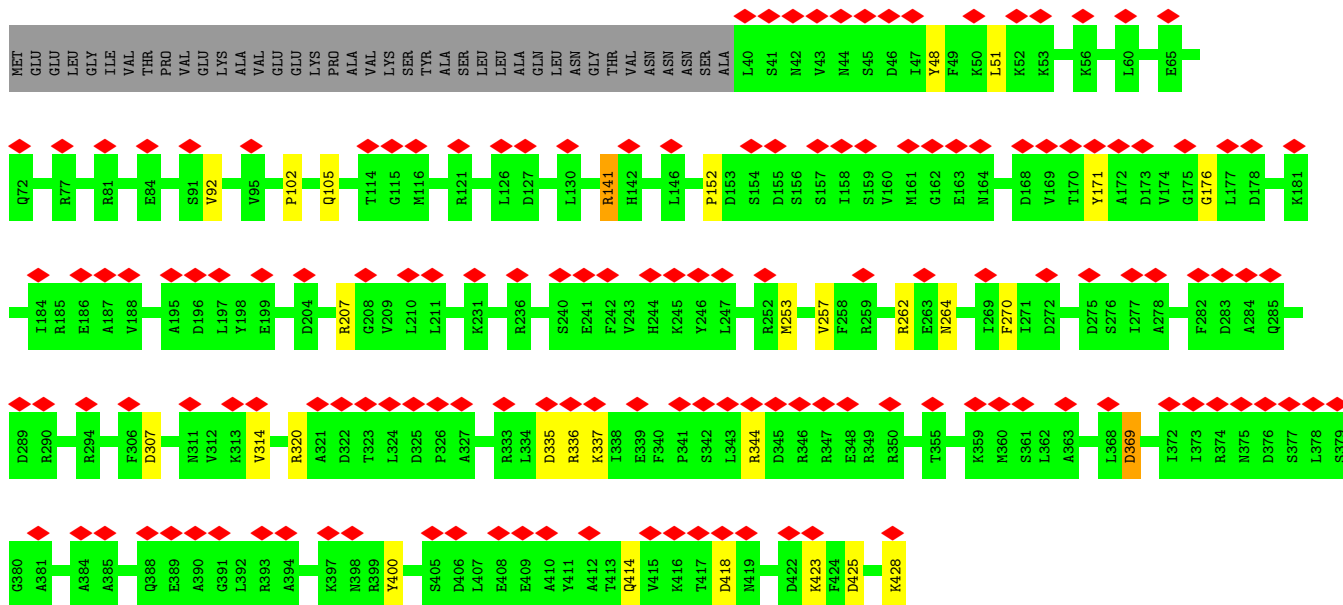 MET GLU GLU LEU GLY ILE VAL THR PRO VAL GLU LYS ALA VAL GLU GLU LYS PRO ALA VAL LYS SER TYR ALA SER LEU LEU ALA GLN LEU ASN GLY THR VAL ASN ASN ASN SER ALA L40 S41 N42 V43 N44 S45 D46 I47 Y48 F49 K50 L51 K52 K53 K56 L60 E65
Q72 R77 R81 E84 S91 V92 V95 P102 Q105 T114 G115 M116 R121 L126 D127 L130 R141 H142 L146 P152 D153 S154 D155 S156 S157 I158 S159 V160 M161 G162 E163 N164 D168 V169 T170 Y171 A172 D173 V174 G175 G176 L177 D178 K181
I184 R185 E186 A187 V188 A195 D196 L197 Y198 E199 D204 R207 G208 V209 L210 L211 K231 R236 S240 E241 F242 V243 H244 K245 Y246 L247 R252 M253 V257 F258 R259 R262 E263 N264 I269 F270 I271 D272 D275 S276 I277 A278 F282 D283 A284 Q285
D289 R290 R294 F306 D307 N311 V312 K313 V314 R320 A321 D322 T323 L324 D325 P326 A327 R333 L334 D335 R336 K337 I338 E339 F340 P341 S342 L343 R344 D345 R346 R347 E348 R349 R350 T355 K359 M360 S361 L362 A363 L368 D369 I372 I373 R374 N375 D376 S377 L378 S379
G380 A381 A384 A385 Q388 E389 A390 G391 L392 R393 A394 K397 N398 R399 Y400 S405 D406 L407 E408 E409 A410 Y411 A412 T413 Q414 V415 K416 T417 D418 N419 D422 K423 F424 D425 K428